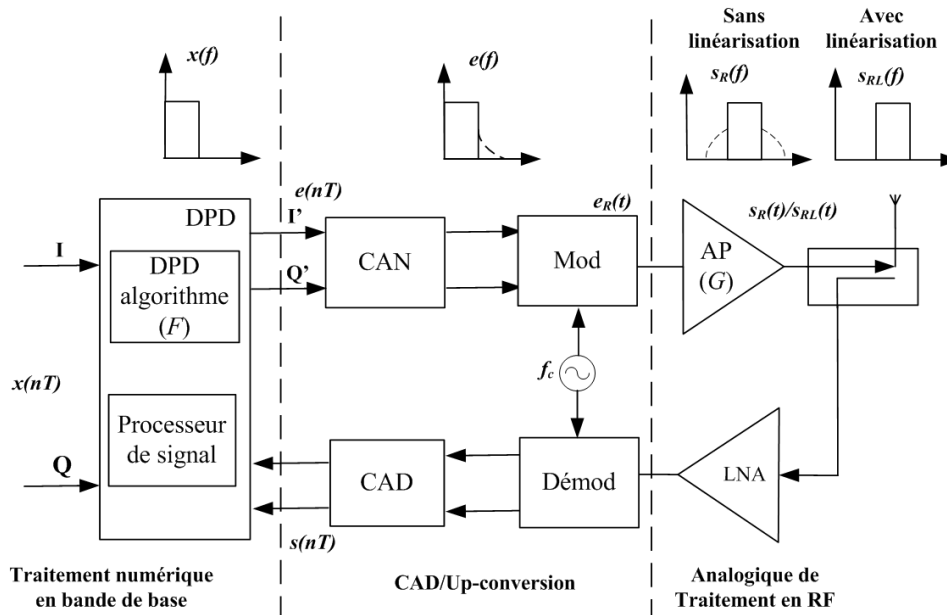 Sans
linéarisation
Avec
linéarisation
x(f)
e(f)
s_R(f)
s_RL(f)
e(nT)
e_R(t)
s_R(t)/s_RL(t)
DPD
I
I’
DPD
algorithme
(F)
Q’
CAN
Mod
AP
(G)
x(nT)
f_c
Processeur
de signal
Q
CAD
Démod
LNA
s(nT)
Traitement numérique
en bande de base
CAD/Up-conversion
Analogique de
Traitement en RF